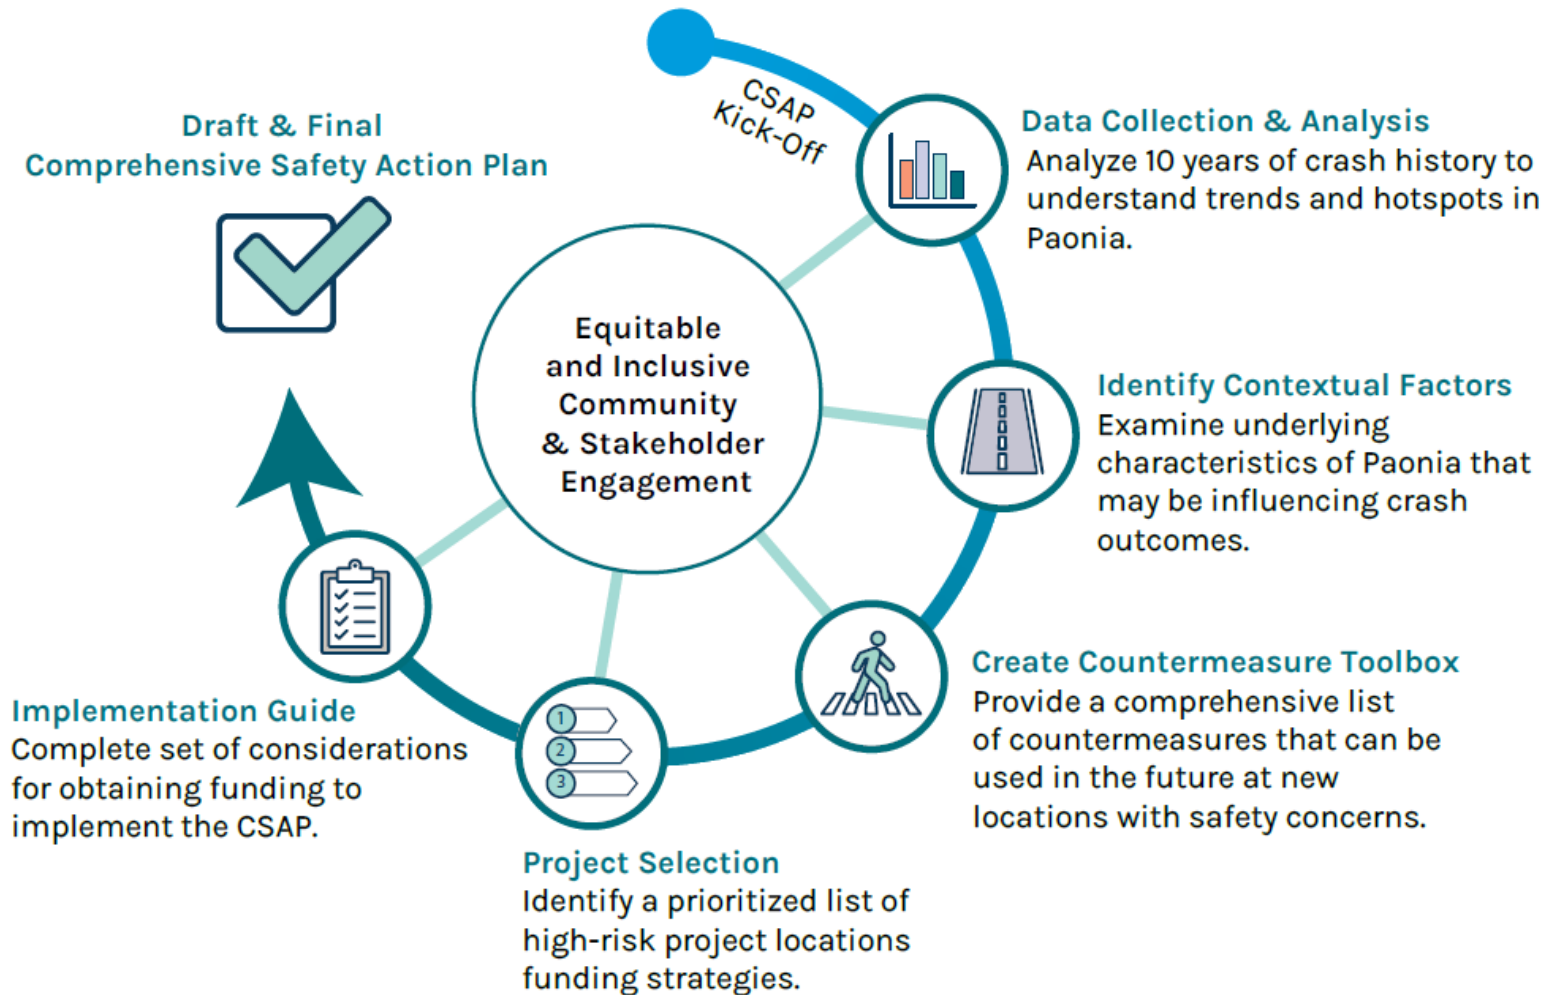 CSAP
Kick-Off
Data Collection & Analysis
Analyze 10 years of crash history to
understand trends and hotspots in
Paonia.
Identify Contextual Factors
Examine underlying
characteristics of Paonia that
may be influencing crash
outcomes.
Create Countermeasure Toolbox
Provide a comprehensive list
of countermeasures that can be
used in the future at new
locations with safety concerns.
1
2
3
Project Selection
Identify a prioritized list of
high-risk project locations
funding strategies.
Implementation Guide
Complete set of considerations
for obtaining funding to
implement the CSAP.
Draft & Final
Comprehensive Safety Action Plan
Equitable
and Inclusive
Community
& Stakeholder
Engagement